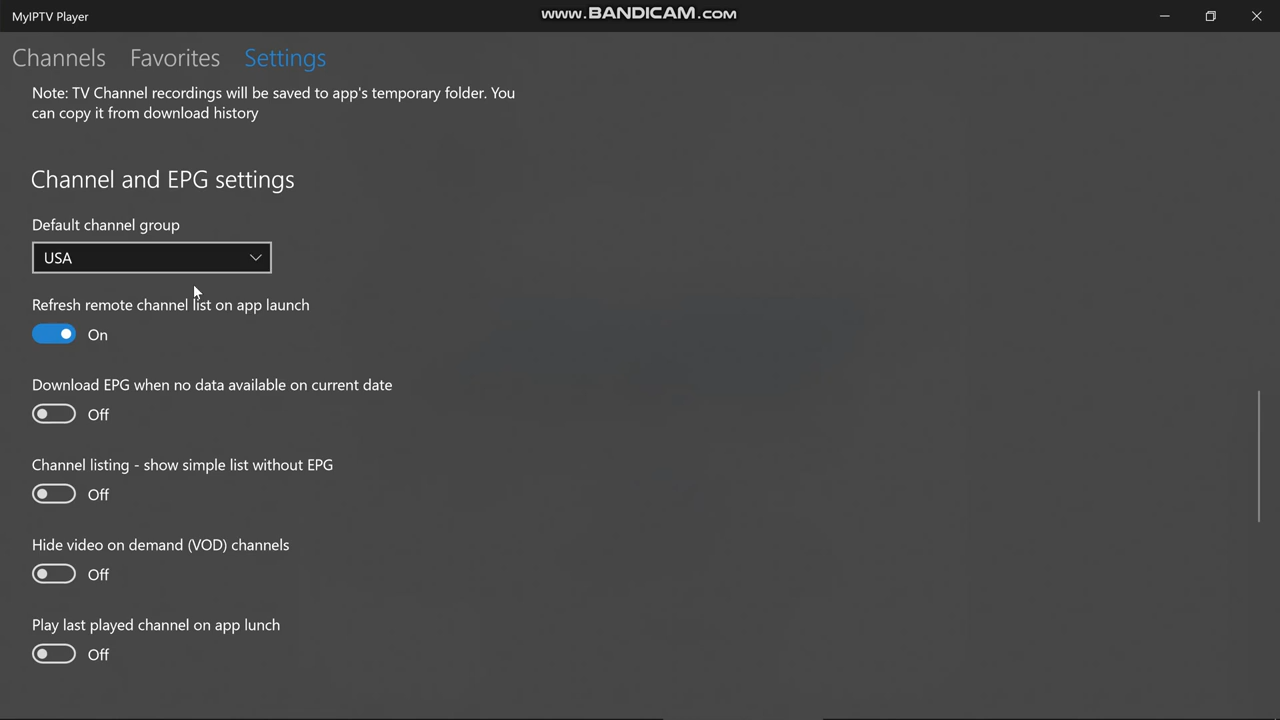 MyIPTV Player
www.BANDICAM.com
Channels Favorites Settings
Note: TV Channel recordings will be saved to app's temporary folder. You
can copy it from download history
Channel and EPG settings
Default channel group
USA
Refresh remote channel list on app launch
On
Download EPG when no data available on current date
Off
Channel listing - show simple list without EPG
Off
Hide video on demand (VOD) channels
Off
Play last played channel on app lunch
Off